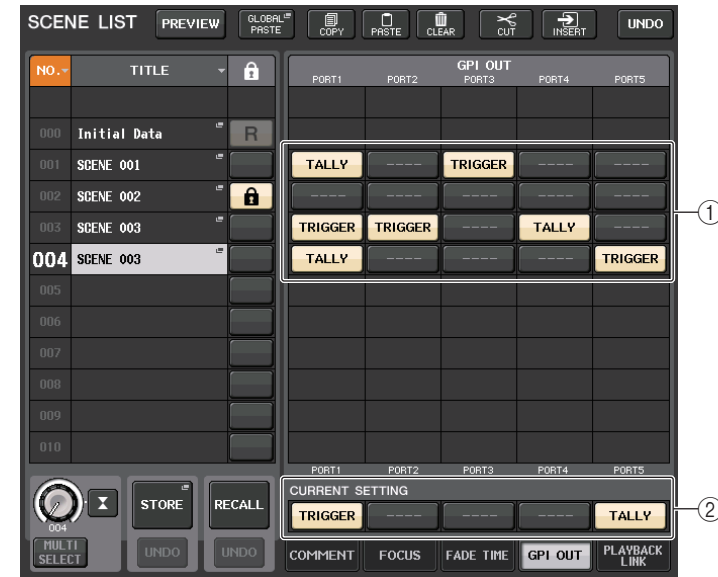 SCENE LIST PREVIEW GLOBAL PASTE COPY PASTE CLEAR CUT INSERT UNDO
NO. TITLE GPI OUT
PORT1 PORT2 PORT3 PORT4 PORT5
000 Initial Data R
001 SCENE 001 TALLY ---- TRIGGER ---- ----
002 SCENE 002 ---- ---- ---- ---- ----
003 SCENE 003 TRIGGER TRIGGER ---- TALLY ----
004 SCENE 003 TALLY ---- ---- ---- TRIGGER
①
005
006
007
008
009
010
PORT1 PORT2 PORT3 PORT4 PORT5
CURRENT SETTING
TRIGGER ---- ---- ---- TALLY
②
004 STORE RECALL
MULTI SELECT UNDO UNDO
COMMENT FOCUS FADE TIME GPI OUT PLAYBACK LINK